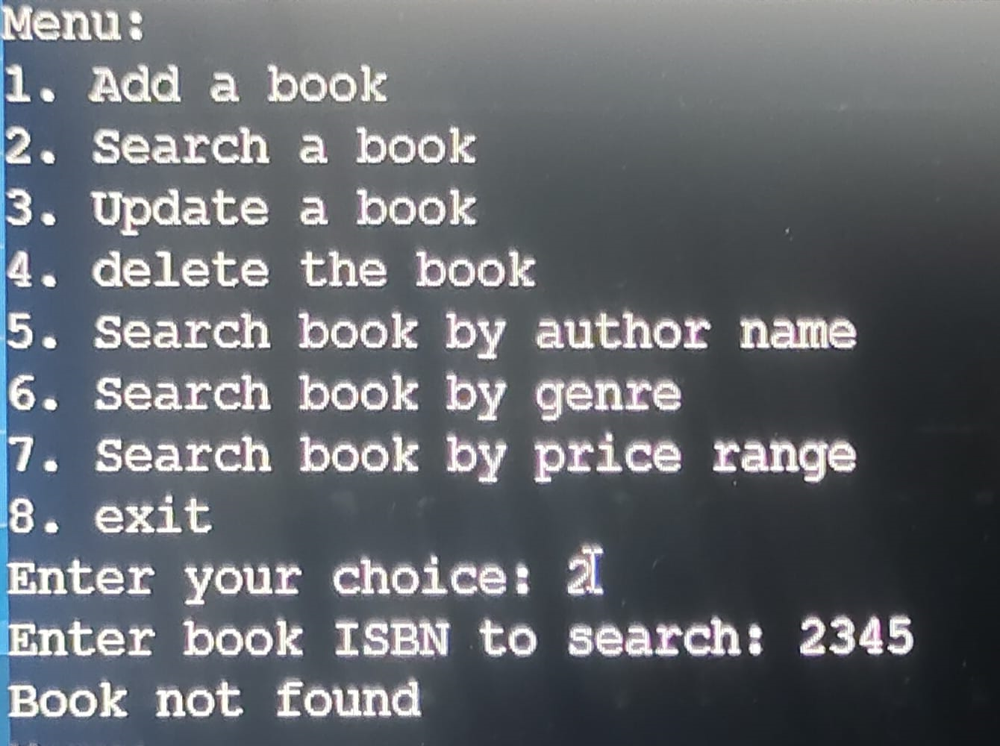 Menu:
1. Add a book
2. Search a book
3. Update a book
4. delete the book
5. Search book by author name
6. Search book by genre
7. Search book by price range
8. exit
Enter your choice: 2
Enter book ISBN to search: 2345
Book not found